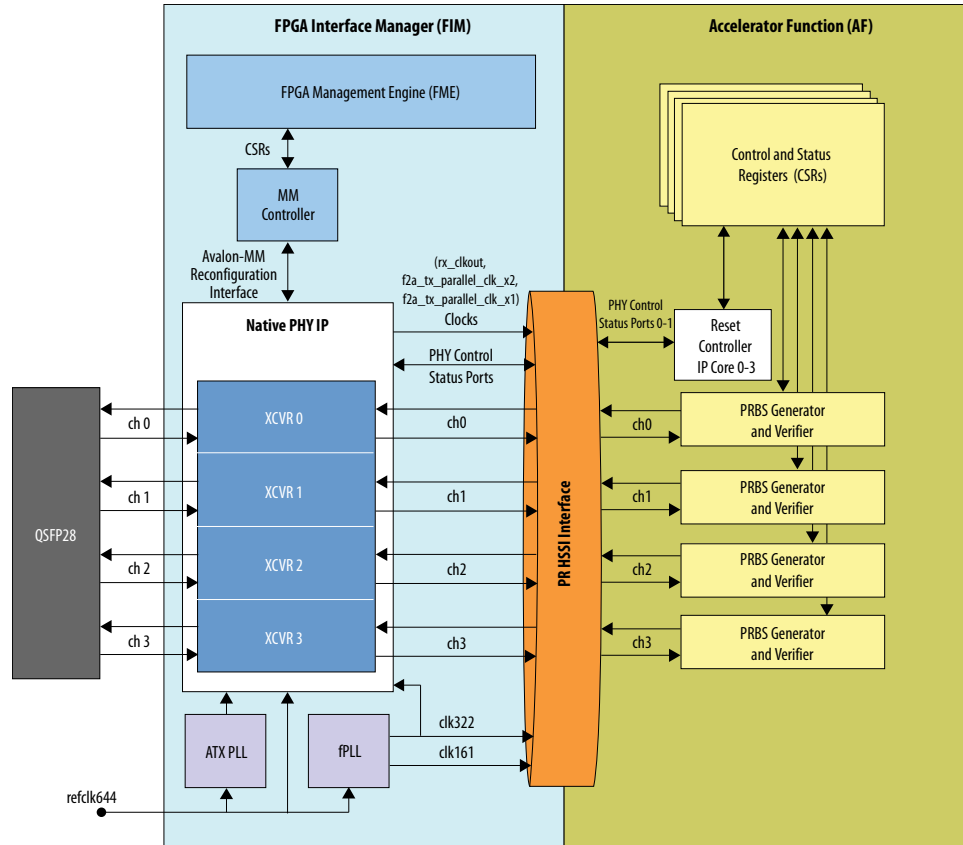 FPGA Interface Manager (FIM)
Accelerator Function (AF)
FPGA Management Engine (FME)
CSRs
MM
Controller
Avalon-MM
Reconfiguration
Interface
Control and Status
Registers (CSRs)
(rx_clkout,
f2a_tx_parallel_clk_x2,
f2a_tx_parallel_clk_x1)
Clocks
Native PHY IP
PHY Control
Status Ports
PHY Control
Status Ports 0-1
Reset
Controller
IP Core 0-3
QSFP28
ch 0
XCVR 0
ch0
ch0
PRBS Generator
and Verifier
ch 1
XCVR 1
ch1
ch1
PRBS Generator
and Verifier
ch 2
XCVR 2
ch2
ch2
PRBS Generator
and Verifier
ch 3
XCVR 3
ch3
ch3
PRBS Generator
and Verifier
PR HSSI Interface
ATX PLL
fPLL
clk322
clk161
refclk644